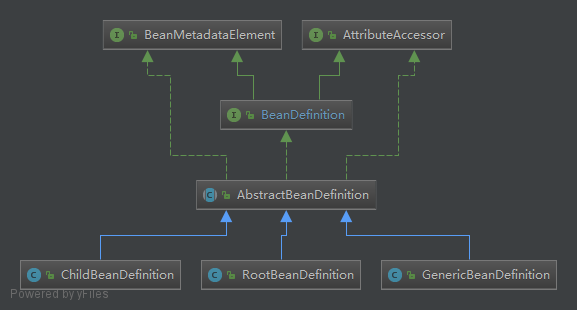 BeanMetadataElement
AttributeAccessor
BeanDefinition
AbstractBeanDefinition
ChildBeanDefinition
RootBeanDefinition
GenericBeanDefinition
Powered by yFiles